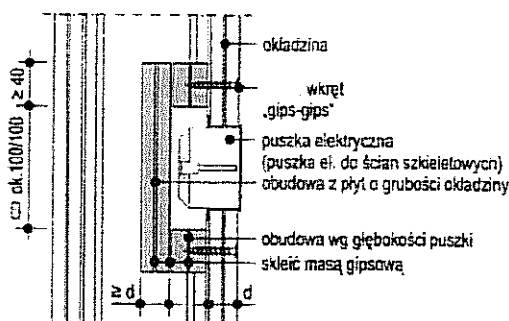 okładzina
wkręt
„gips-gips"
puszka elektryczna
(puszka el. do ścian szkieletowych)
obudowa z płyt o grubości okładziny
obudowa wg głębokości puszki
skleić masą gipsową
≥ 40
co ok.100/100
≥ d
d